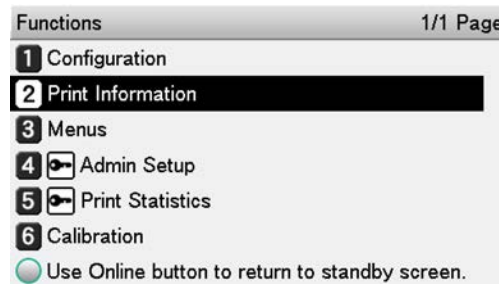 Functions 1/1 Page
1 Configuration
2 Print Information
3 Menus
4 Admin Setup
5 Print Statistics
6 Calibration
Use Online button to return to standby screen.